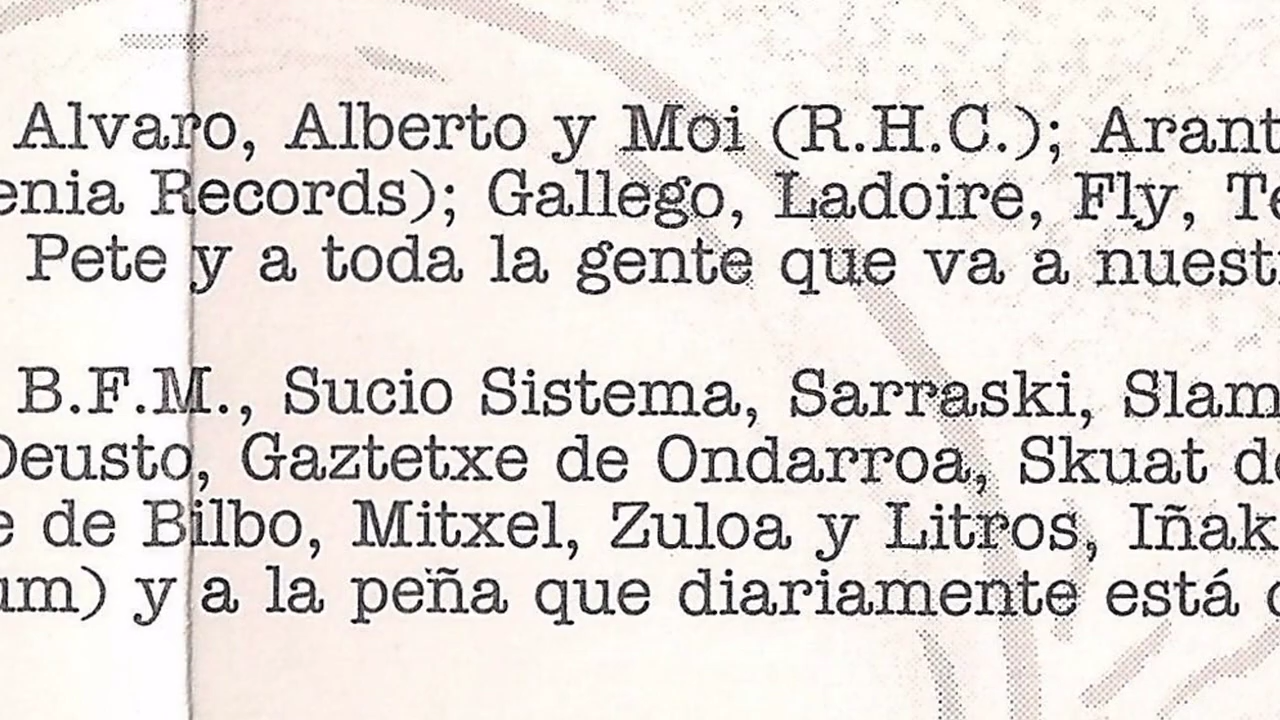 Alvaro, Alberto y Moi (R.H.C.); Arant
enia Records); Gallego, Ladoire, Fly, Te
Pete y a toda la gente que va a nuest
B.F.M., Sucio Sistema, Sarraski, Slam
Deusto, Gaztetxe de Ondarroa, Skuat de
e de Bilbo, Mitxel, Zuloa y Litros, Iñak
um) y a la peña que diariamente está